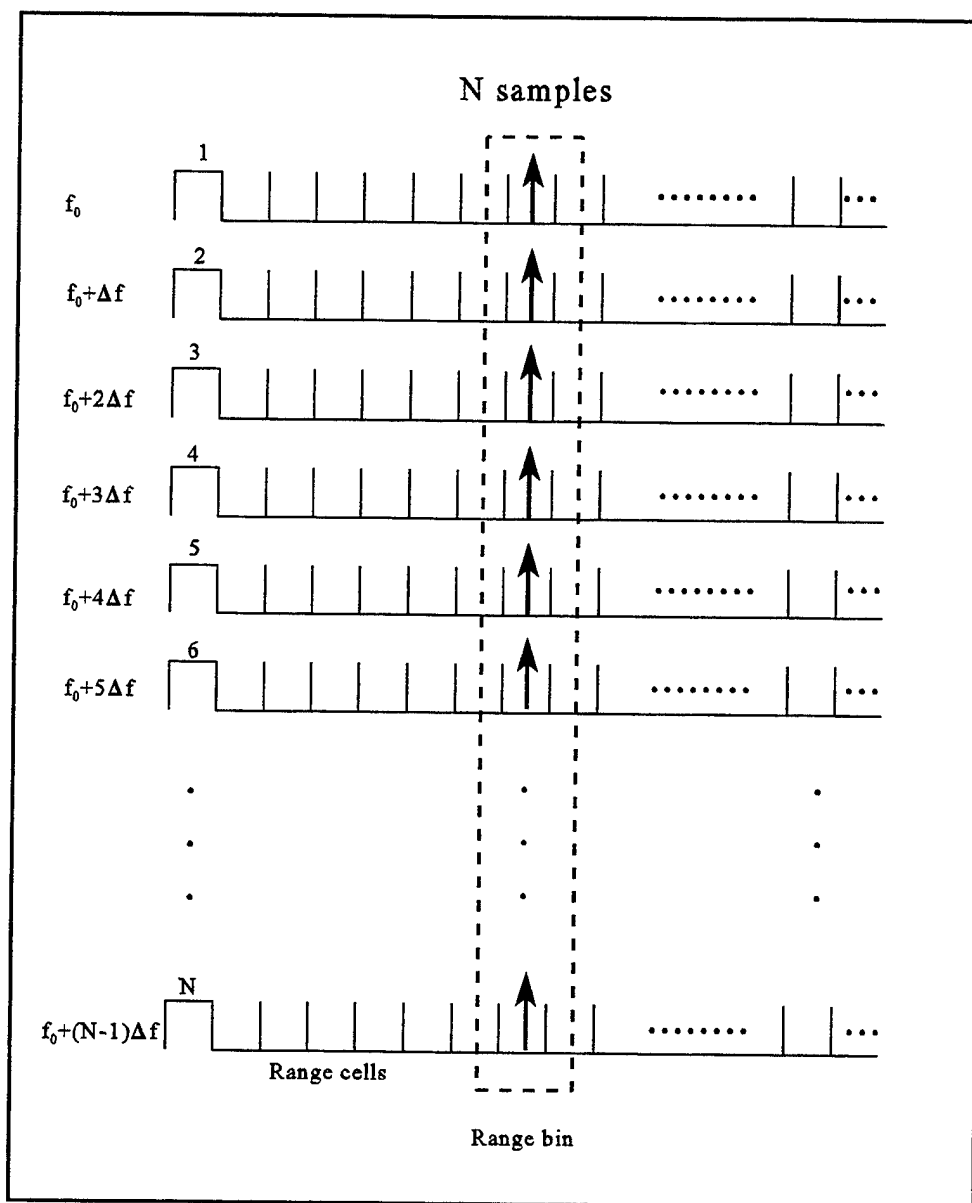 N samples
1
f₀
2
f₀+Δf
3
f₀+2Δf
4
f₀+3Δf
5
f₀+4Δf
6
f₀+5Δf
N
f₀+(N-1)Δf
Range cells
Range bin